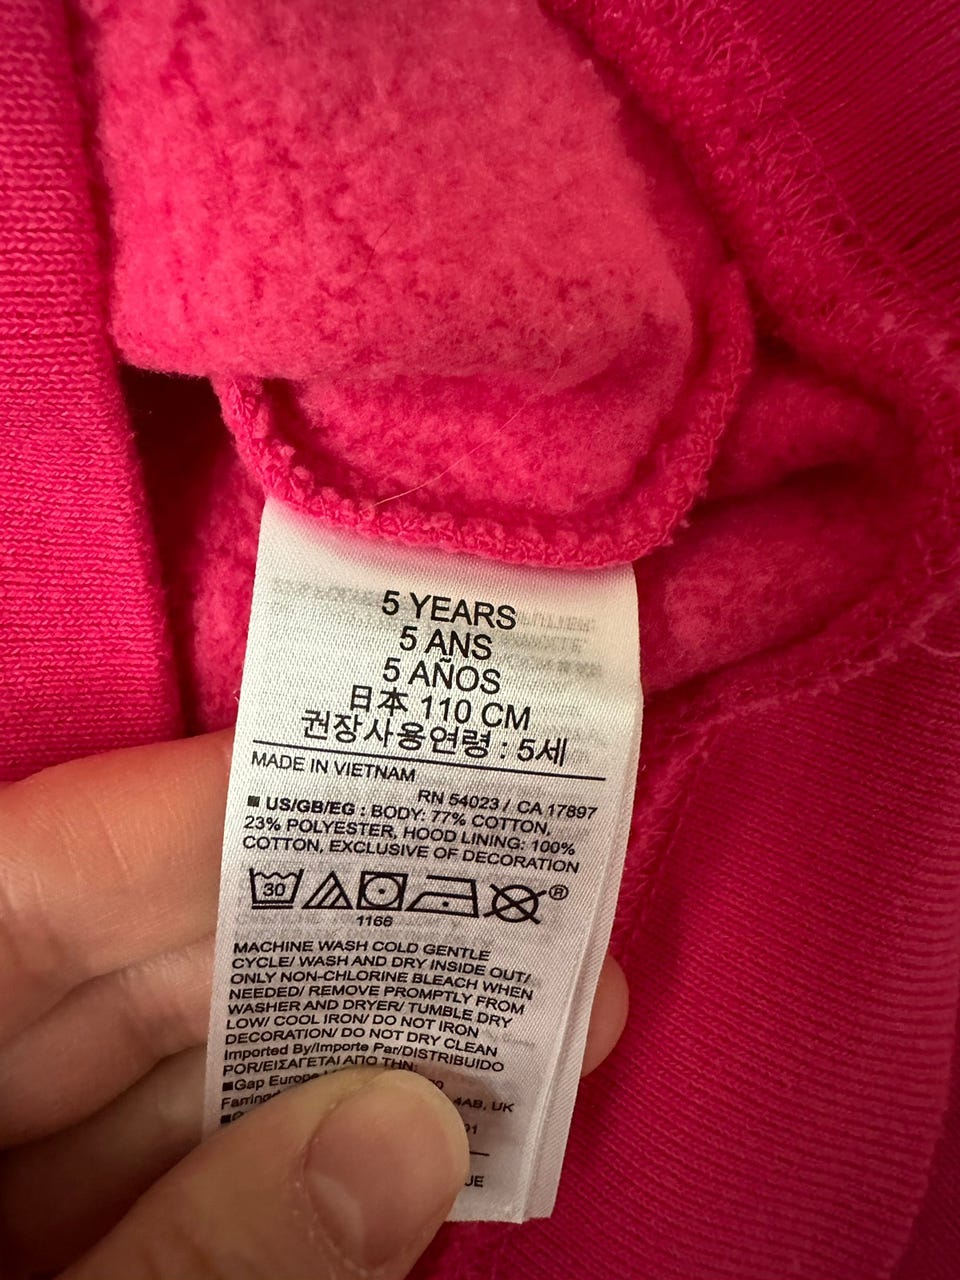 5 YEARS
5 ANS
5 AÑOS
日本 110 CM
권장사용연령 : 5세
MADE IN VIETNAM
RN 54023 / CA 17897
■ US/GB/EG : BODY: 77% COTTON,
23% POLYESTER, HOOD LINING: 100%
COTTON, EXCLUSIVE OF DECORATION
30
®
1166
MACHINE WASH COLD GENTLE
CYCLE/ WASH AND DRY INSIDE OUT/
ONLY NON-CHLORINE BLEACH WHEN
NEEDED/ REMOVE PROMPTLY FROM
WASHER AND DRYER/ TUMBLE DRY
LOW/ COOL IRON/ DO NOT IRON
DECORATION/ DO NOT DRY CLEAN
Imported By/Importe Par/DISTRIBUIDO
POR/ΕΙΣΑΓΕΤΑΙ ΑΠΟ ΤΗΝ:
■Gap Europe
4AB, UK